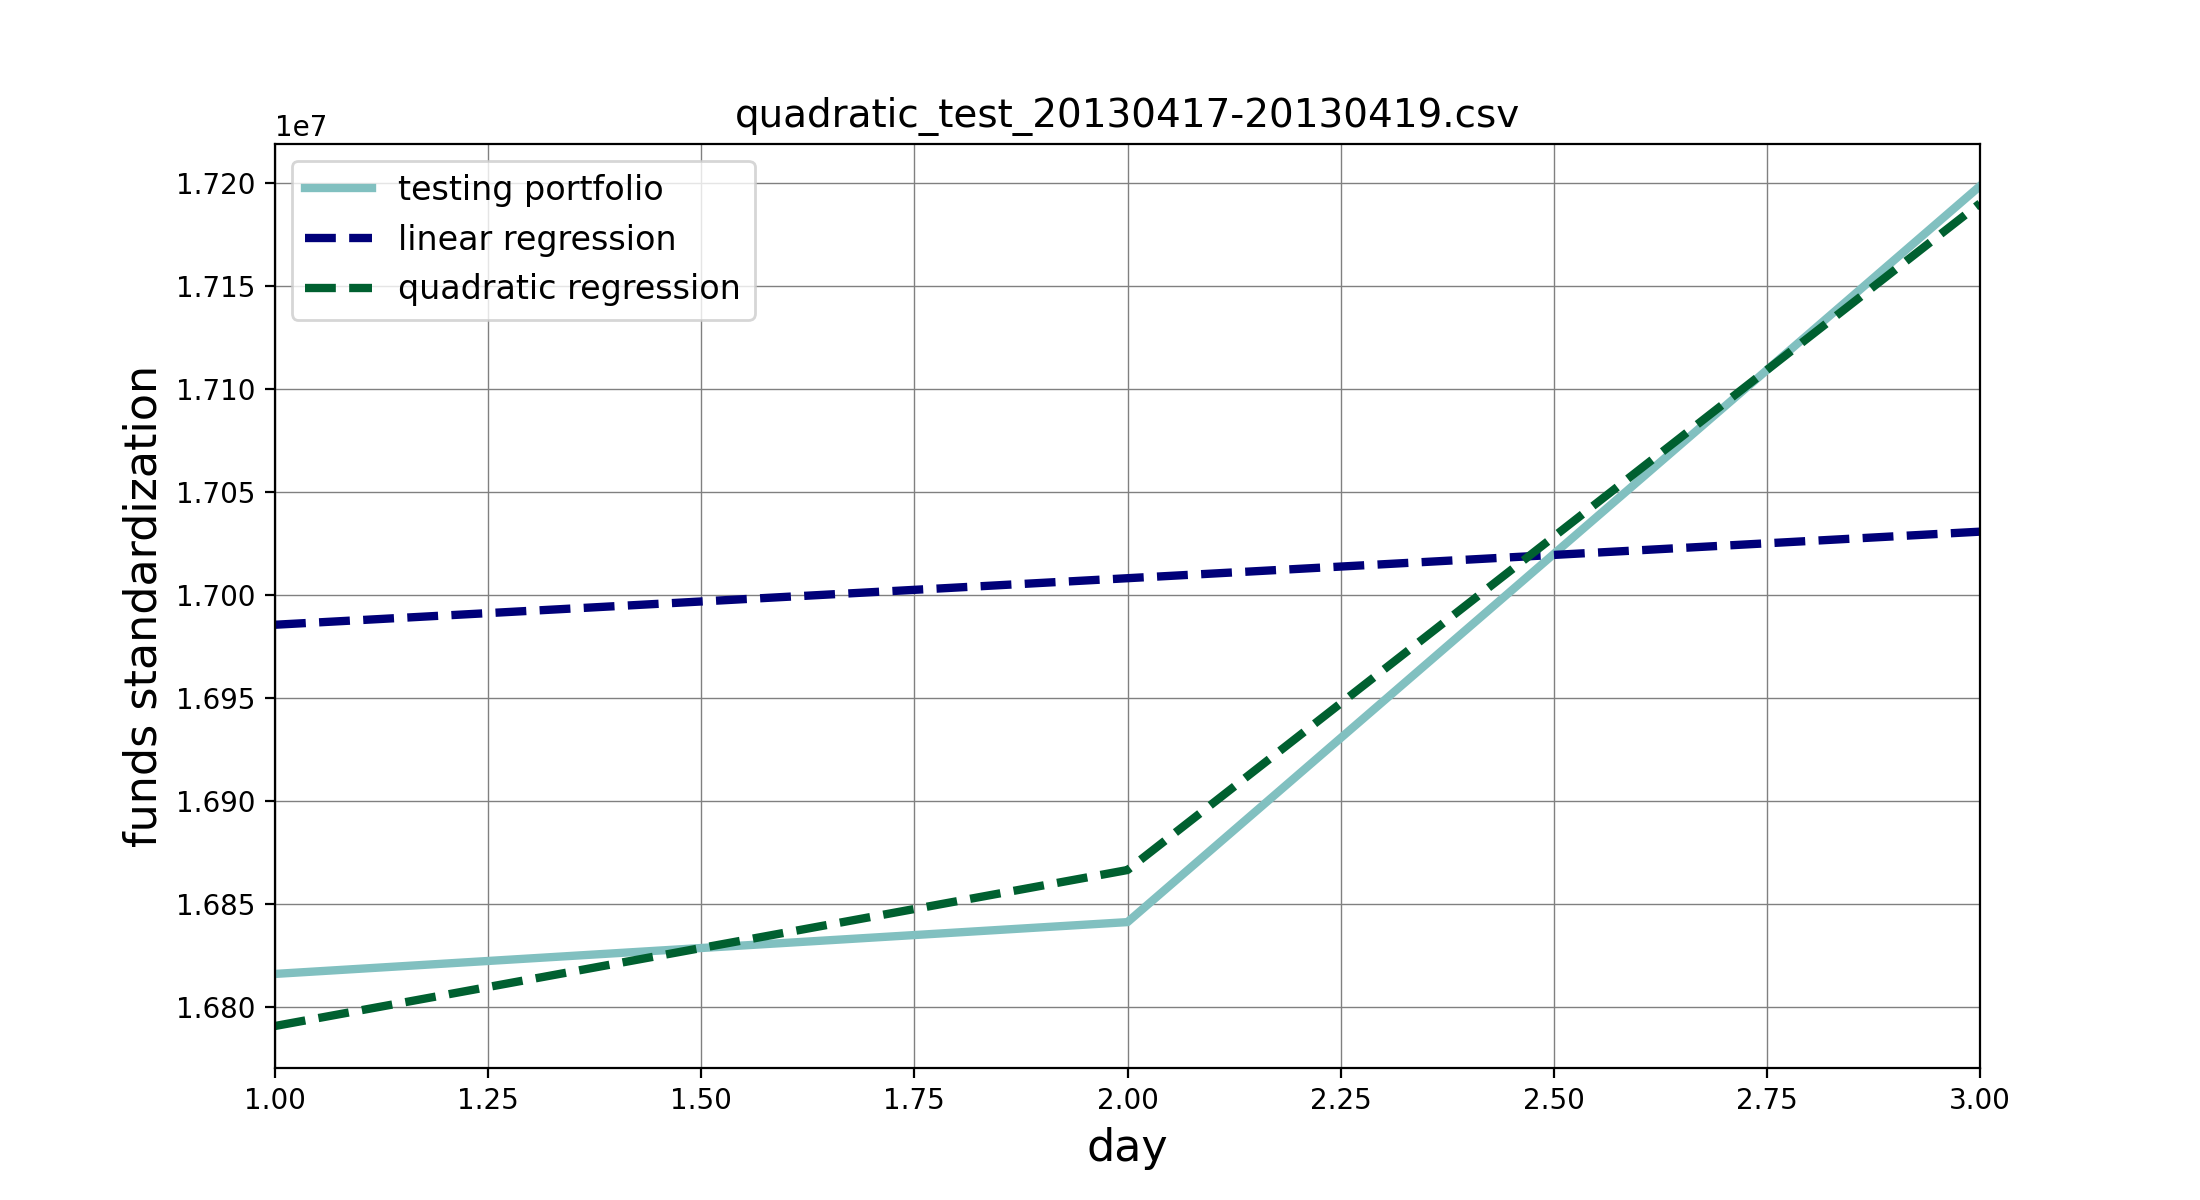 quadratic_test_20130417-20130419.csv
1e7
testing portfolio
linear regression
quadratic regression
1.720
1.715
1.710
1.705
1.700
1.695
1.690
1.685
1.680
funds standardization
1.00 1.25 1.50 1.75 2.00 2.25 2.50 2.75 3.00
day